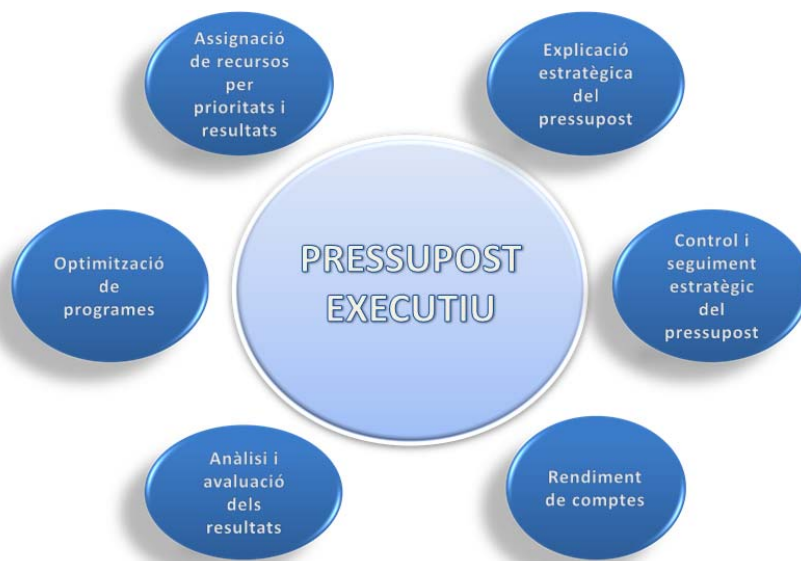 Assignació
de recursos
per
prioritats i
resultats
Explicació
estratègica
del
pressupost
PRESSUPOST
EXECUTIU
Optimització
de
programes
Control i
seguiment
estratègic
del
pressupost
Anàlisi i
avaluació
dels
resultats
Rendiment
de comptes